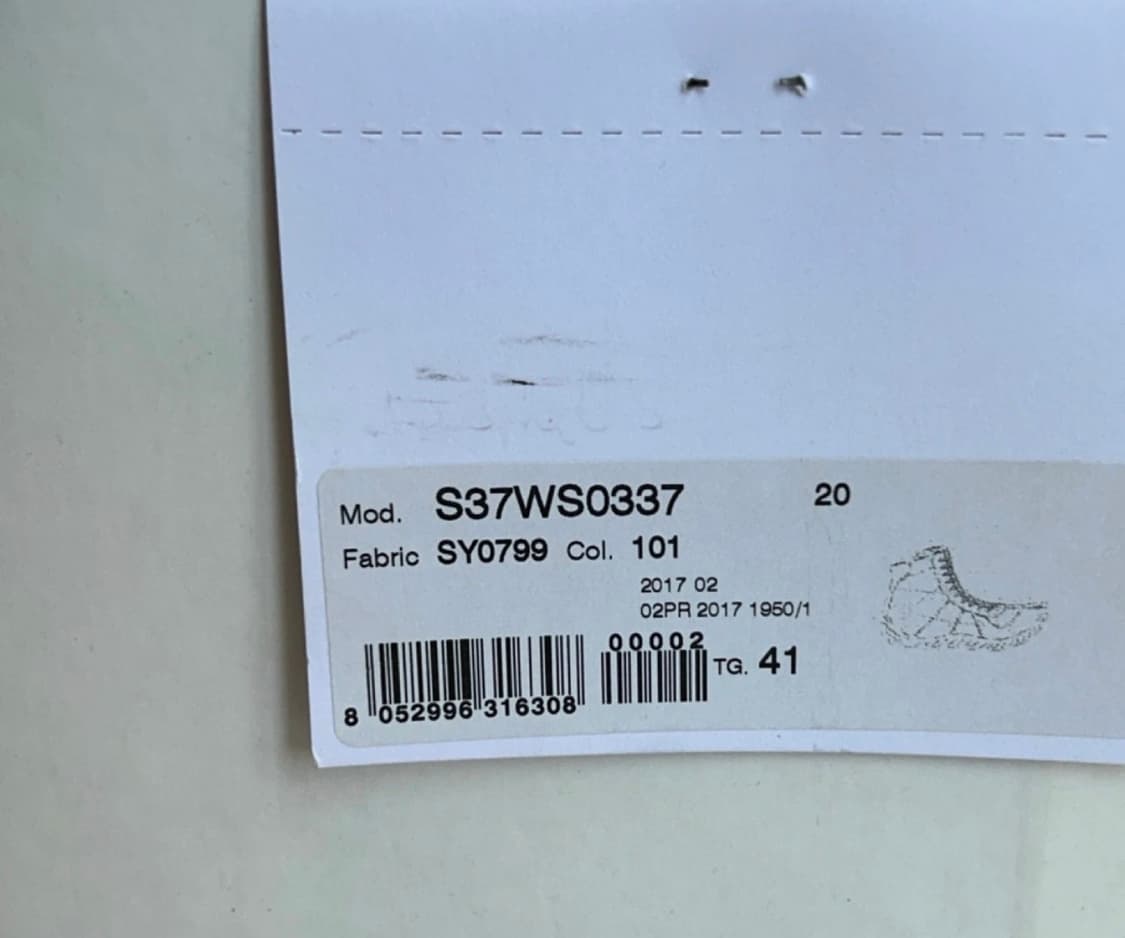 Mod. S37WS0337 20
Fabric SY0799 Col. 101
2017 02
02PR 2017 1950/1
00002
TG. 41
8 052996 316308